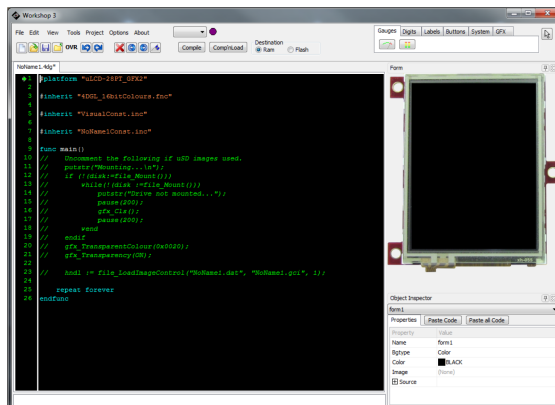 Workshop 3
File Edit View Tools Project Options About
OVR
Compile
Comp'nLoad
Destination
Ram
Flash
Gauges
Digits
Labels
Buttons
System
GFX
NoName1.4dg*
Form
1 #platform "uLCD-28PT_GFX2"
2
3 #inherit "4DGL_16bitColours.fnc"
4
5 #inherit "VisualConst.inc"
6
7 #inherit "NoName1Const.inc"
8
9 func main()
10 // Uncomment the following if uSD images used.
11 // putstr("Mounting...\n");
12 // if (!(disk:=file_Mount()))
13 // while(!(disk :=file_Mount()))
14 // putstr("Drive not mounted...");
15 // pause(200);
16 // gfx_Cls();
17 // pause(200);
18 // wend
19 // endif
20 // gfx_TransparentColour(0x0020);
21 // gfx_Transparency(ON);
22
23 // hndl := file_LoadImageControl("NoName1.dat", "NoName1.gci", 1);
24
25 repeat forever
26 endfunc
Object Inspector
form1
Properties
Paste Code
Paste all Code
Property Value
Name form1
Bgtype Color
Color BLACK
Image (None)
Source